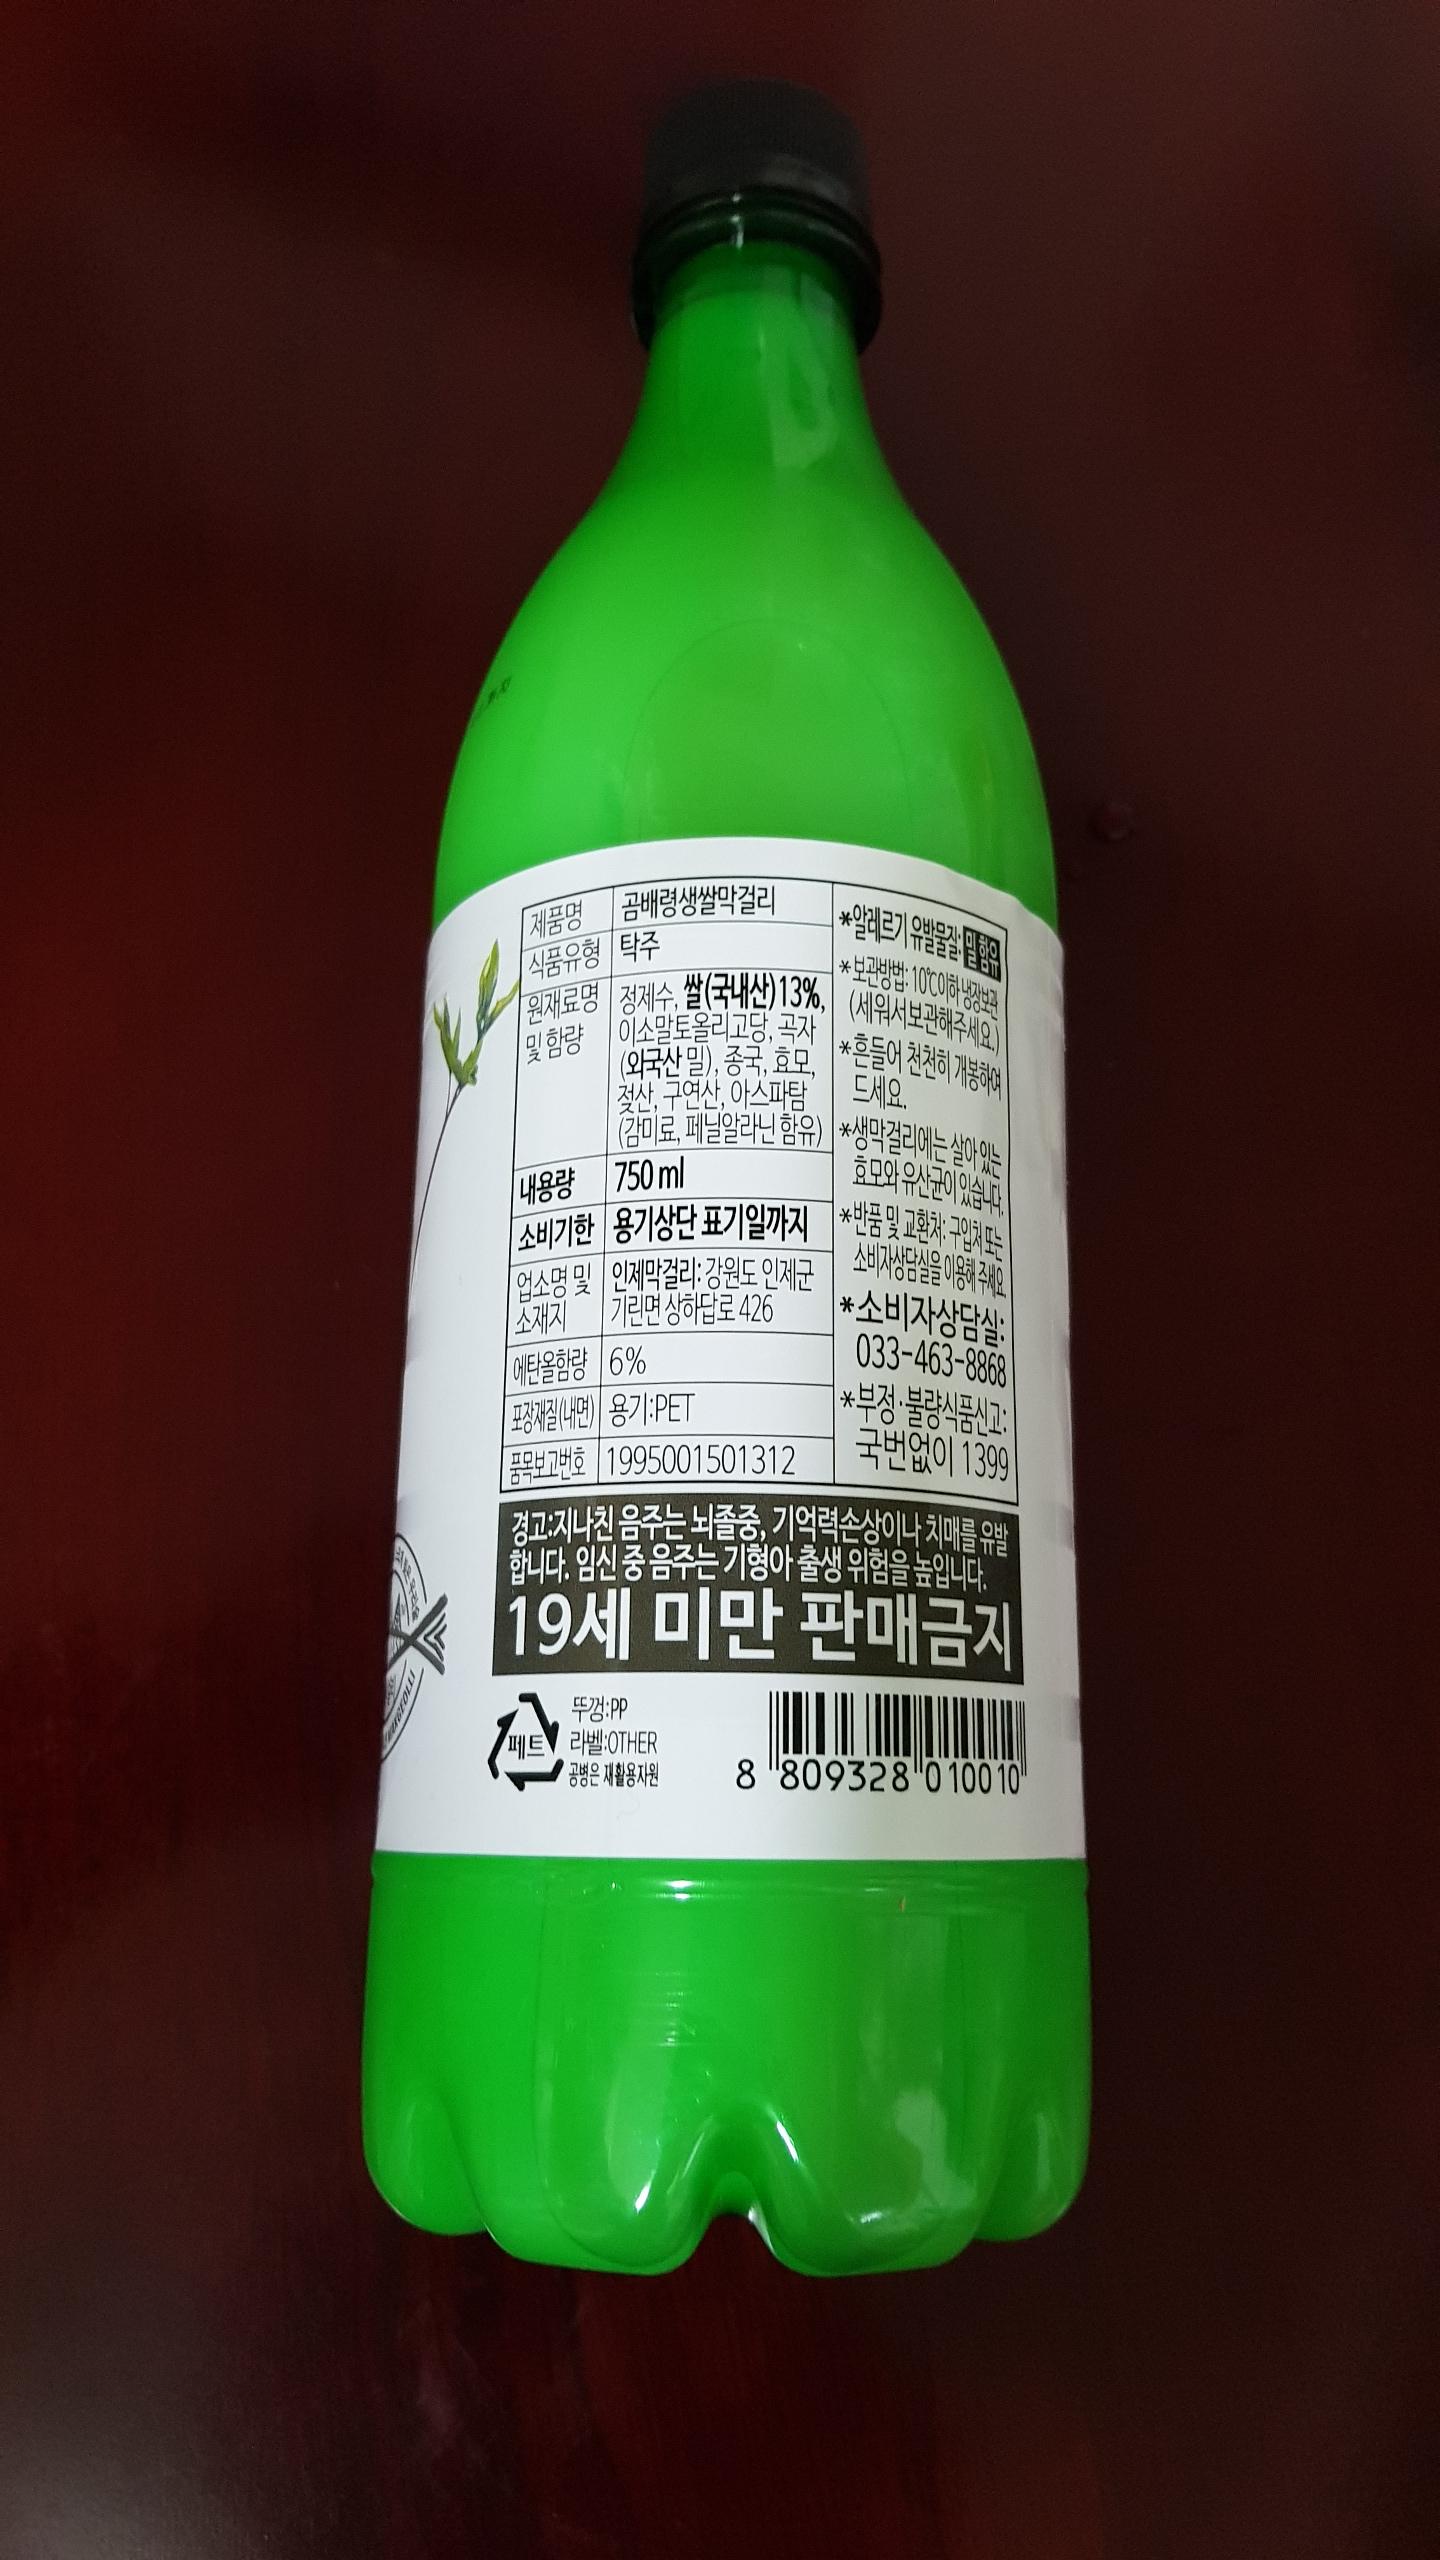 제품명 곰배령생쌀막걸리
식품유형 탁주
원재료명 및 함량
정제수, 쌀(국내산)13%,
이소말토올리고당, 곡자
(외국산 밀), 종국, 효모,
젖산, 구연산, 아스파탐
(감미료, 페닐알라닌 함유)
내용량 750 ml
소비기한 용기상단 표기일까지
업소명 및 소재지
인제막걸리: 강원도 인제군
기린면 상하답로 426
에탄올함량 6%
포장재질(내면) 용기:PET
품목보고번호 1995001501312
*알레르기 유발물질: 밀 함유
*보관방법: 10℃이하 냉장보관
(세워서보관해주세요.)
*흔들어 천천히 개봉하여
드세요.
*생막걸리에는 살아 있는
효모와 유산균이 있습니다.
*반품 및 교환처: 구입처 또는
소비자상담실을 이용해 주세요
*소비자상담실:
033-463-8868
*부정·불량식품신고:
국번없이 1399
경고:지나친 음주는 뇌졸중, 기억력손상이나 치매를 유발
합니다. 임신 중 음주는 기형아 출생 위험을 높입니다.
19세 미만 판매금지
페트
뚜껑:PP
라벨:OTHER
공병은 재활용자원
8 809328 010010